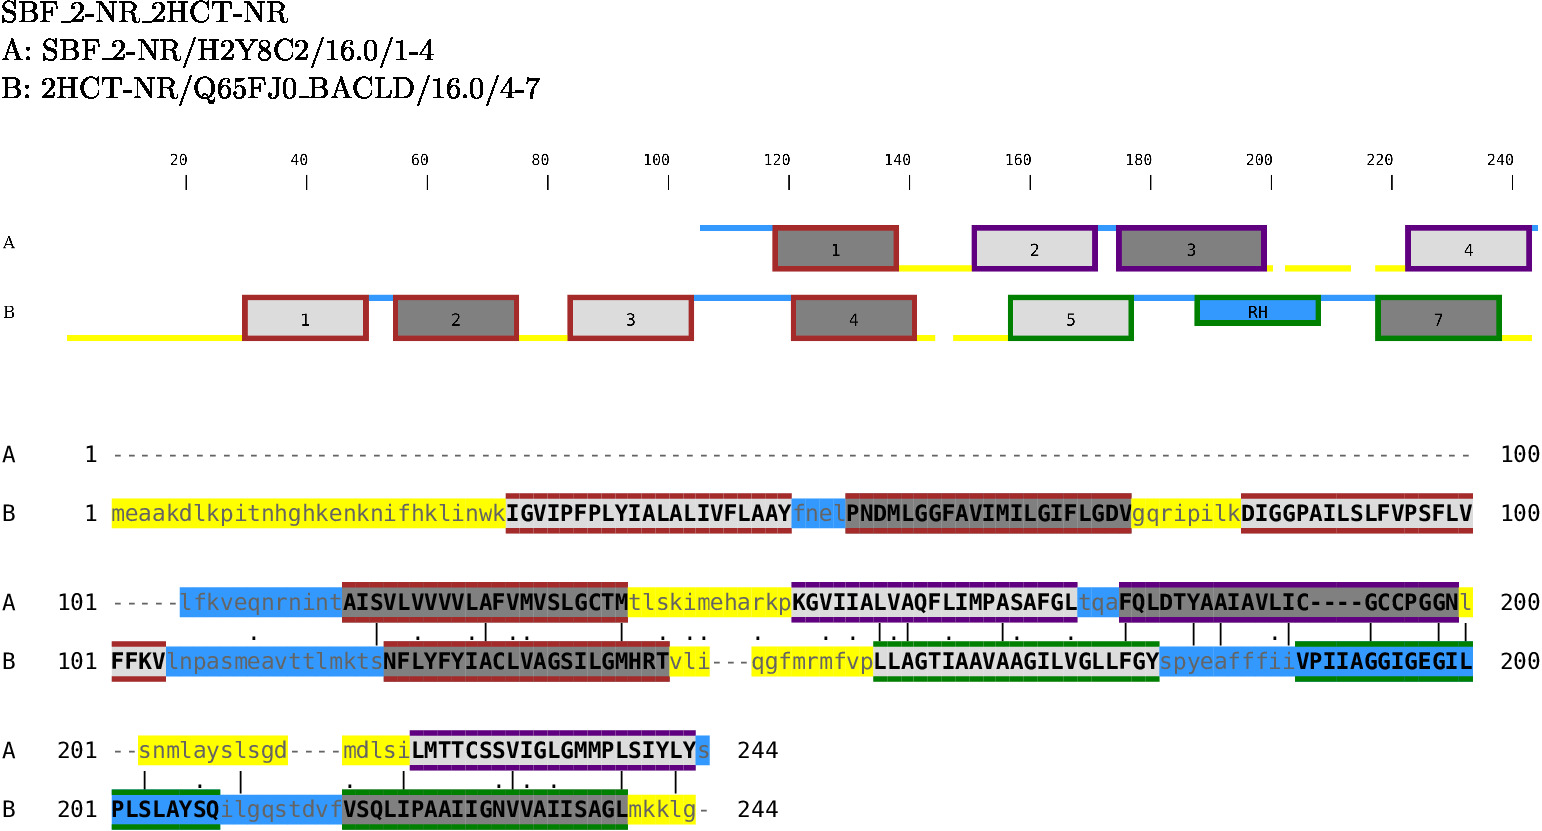 SBF_2-NR_2HCT-NR
A: SBF_2-NR/H2Y8C2/16.0/1-4
B: 2HCT-NR/Q65FJ0_BACLD/16.0/4-7
20 40 60 80 100 120 140 160 180 200 220 240
A 1 2 3 4
B 1 2 3 4 5 RH 7
A 1 ---------------------------------------------------------------------------------------------------- 100
B 1 meaakdlkpitnhghkenknifhklinwkIGVIPFPLYIALALIVFLAAYfnelPNDMLGGFAVIMILGIFLGDVgqripilkDIGGPAILSLFVPSFLV 100
A 101 -----lfkveqnrnintAISVLVVVVLAFVMVSLGCTMtlskimeharkpKGVIIALVAQFLIMPASAFGLtqaFQLDTYAAIAVLIC----GCCPGGNl 200
B 101 FFKVlnpasmeavttlmktsNFLYFYIACLVAGSILGMHRTvli---qgfmrmfvpLLAGTIAAVAAGILVGLLFGYspyeafffiiVPIIAGGIGEGIL 200
A 201 --snmlayslsgd----mdlsiLMTTCSSVIGLGMMPLSIYLYs 244
B 201 PLSLAYSQilgqstdvfVSQLIPAAIIGNVVAIISAGLmkklg- 244